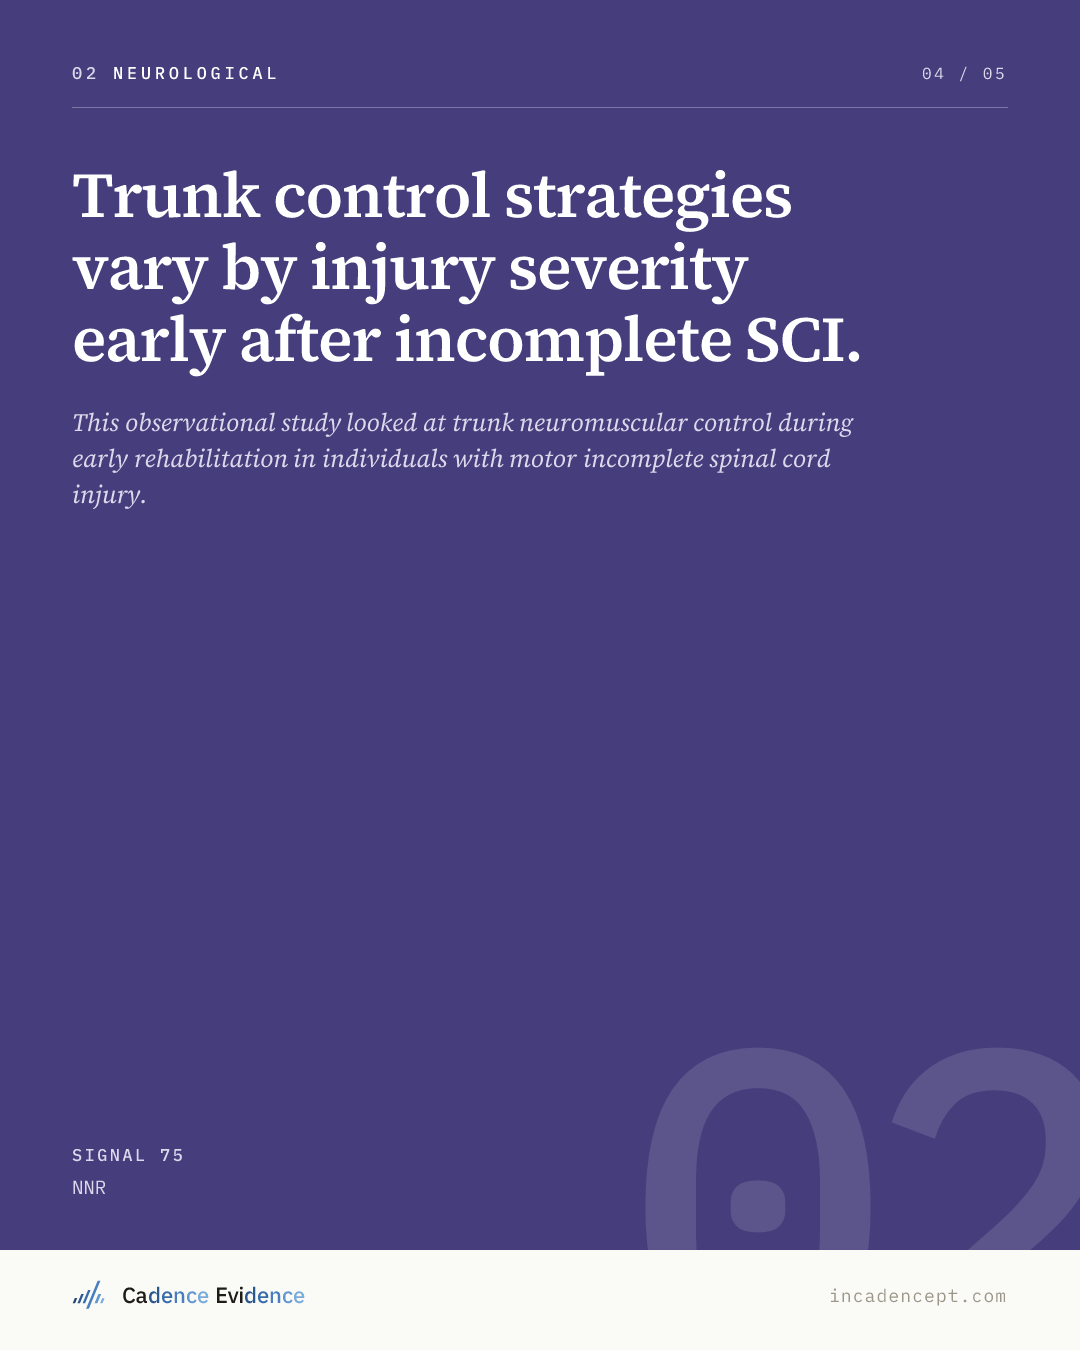 02 NEUROLOGICAL
04 / 05
Trunk control strategies
vary by injury severity
early after incomplete SCI.
This observational study looked at trunk neuromuscular control during
early rehabilitation in individuals with motor incomplete spinal cord
injury.
02
SIGNAL 75
NNR
Cadence Evidence
incadencept.com